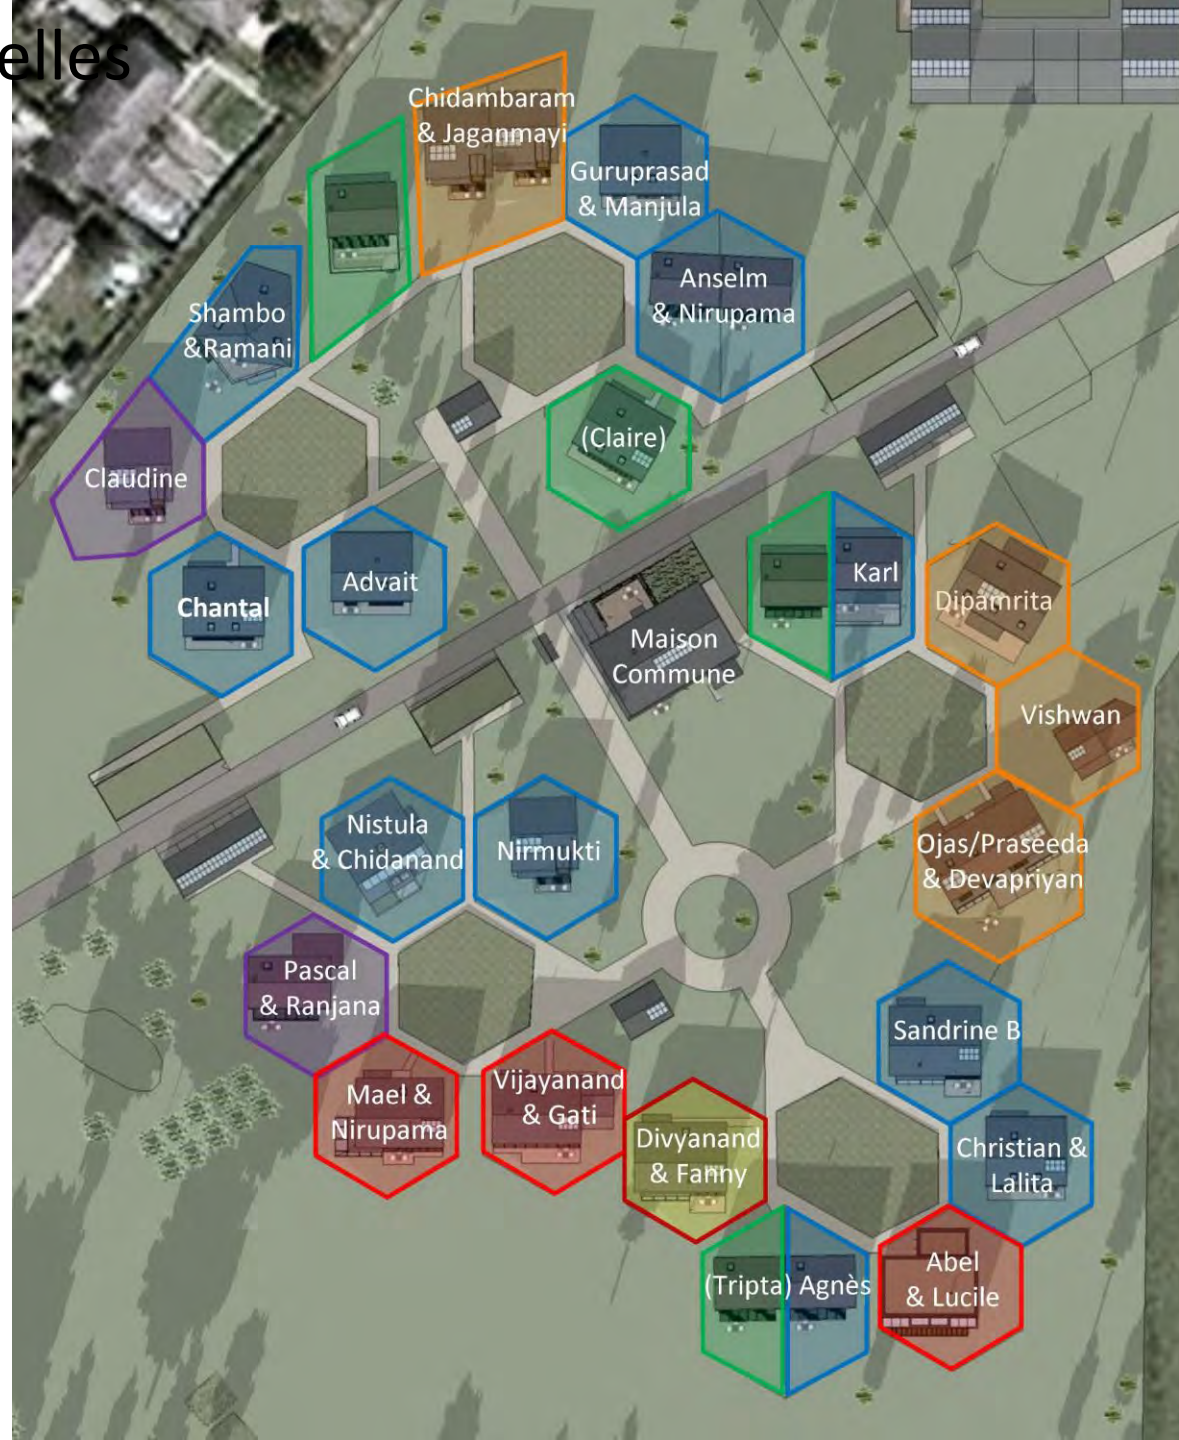 elles
Chidambaram
& Jaganmayi
Guruprasad
& Manjula
Anselm
& Nirupama
Shambo
&Ramani
(Claire)
Claudine
Chantal
Advait
Karl
Dipamrita
Maison
Commune
Vishwan
Nistula
& Chidanand
Nirmukti
Ojas/Praseeda
& Devapriyan
Pascal
& Ranjana
Sandrine B
Mael &
Nirupama
Vijayanand
& Gati
Divyanand
& Fanny
Christian &
Lalita
(Tripta) Agnès
Abel
& Lucile